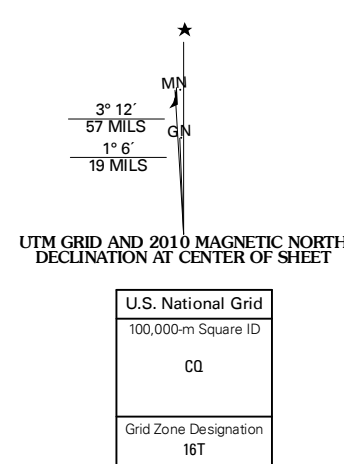 ★
MN
3° 12´
57 MILS
GN
1° 6´
19 MILS
UTM GRID AND 2010 MAGNETIC NORTH
DECLINATION AT CENTER OF SHEET
U.S. National Grid
100,000-m Square ID
CQ
Grid Zone Designation
16T